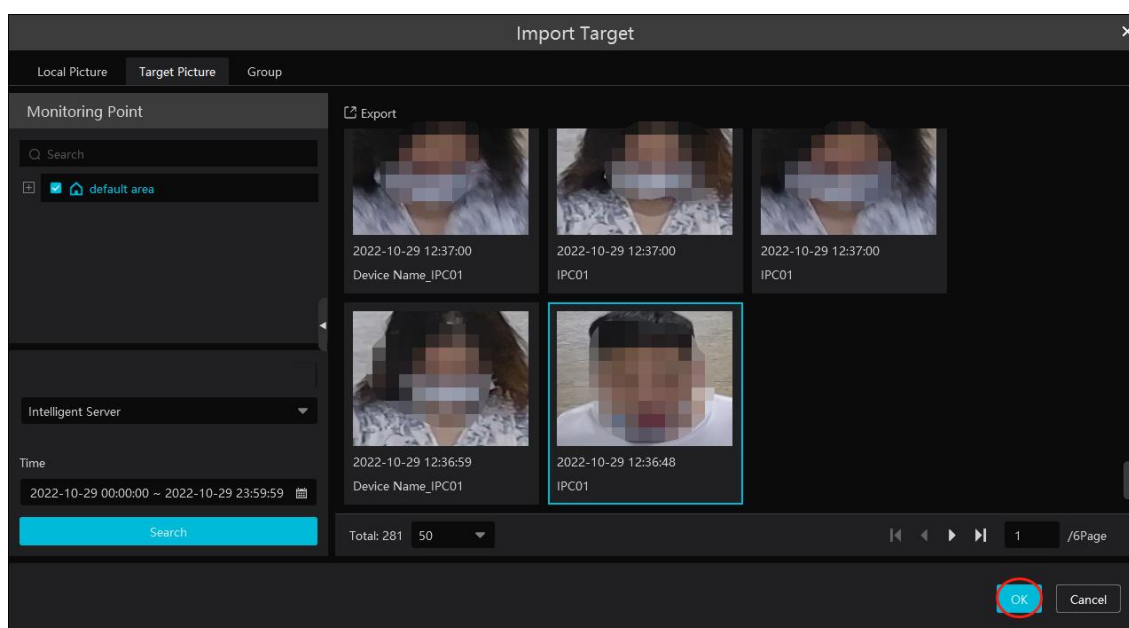 Import Target
Local Picture Target Picture Group
Monitoring Point
Search
default area
Intelligent Server
Time
2022-10-29 00:00:00 ~ 2022-10-29 23:59:59
Search
Export
2022-10-29 12:37:00
Device Name_IPC01
2022-10-29 12:37:00
IPC01
2022-10-29 12:37:00
IPC01
2022-10-29 12:36:59
Device Name_IPC01
2022-10-29 12:36:48
IPC01
Total: 281 50
1 /6Page
OK Cancel